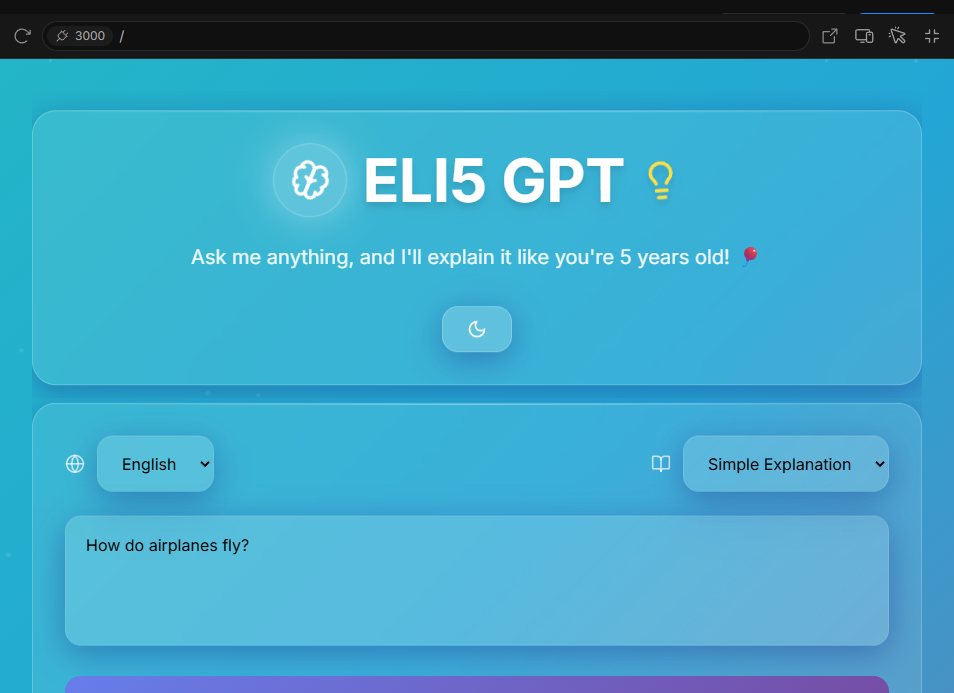 3000 /
ELI5 GPT
Ask me anything, and I'll explain it like you're 5 years old!
English
Simple Explanation
How do airplanes fly?